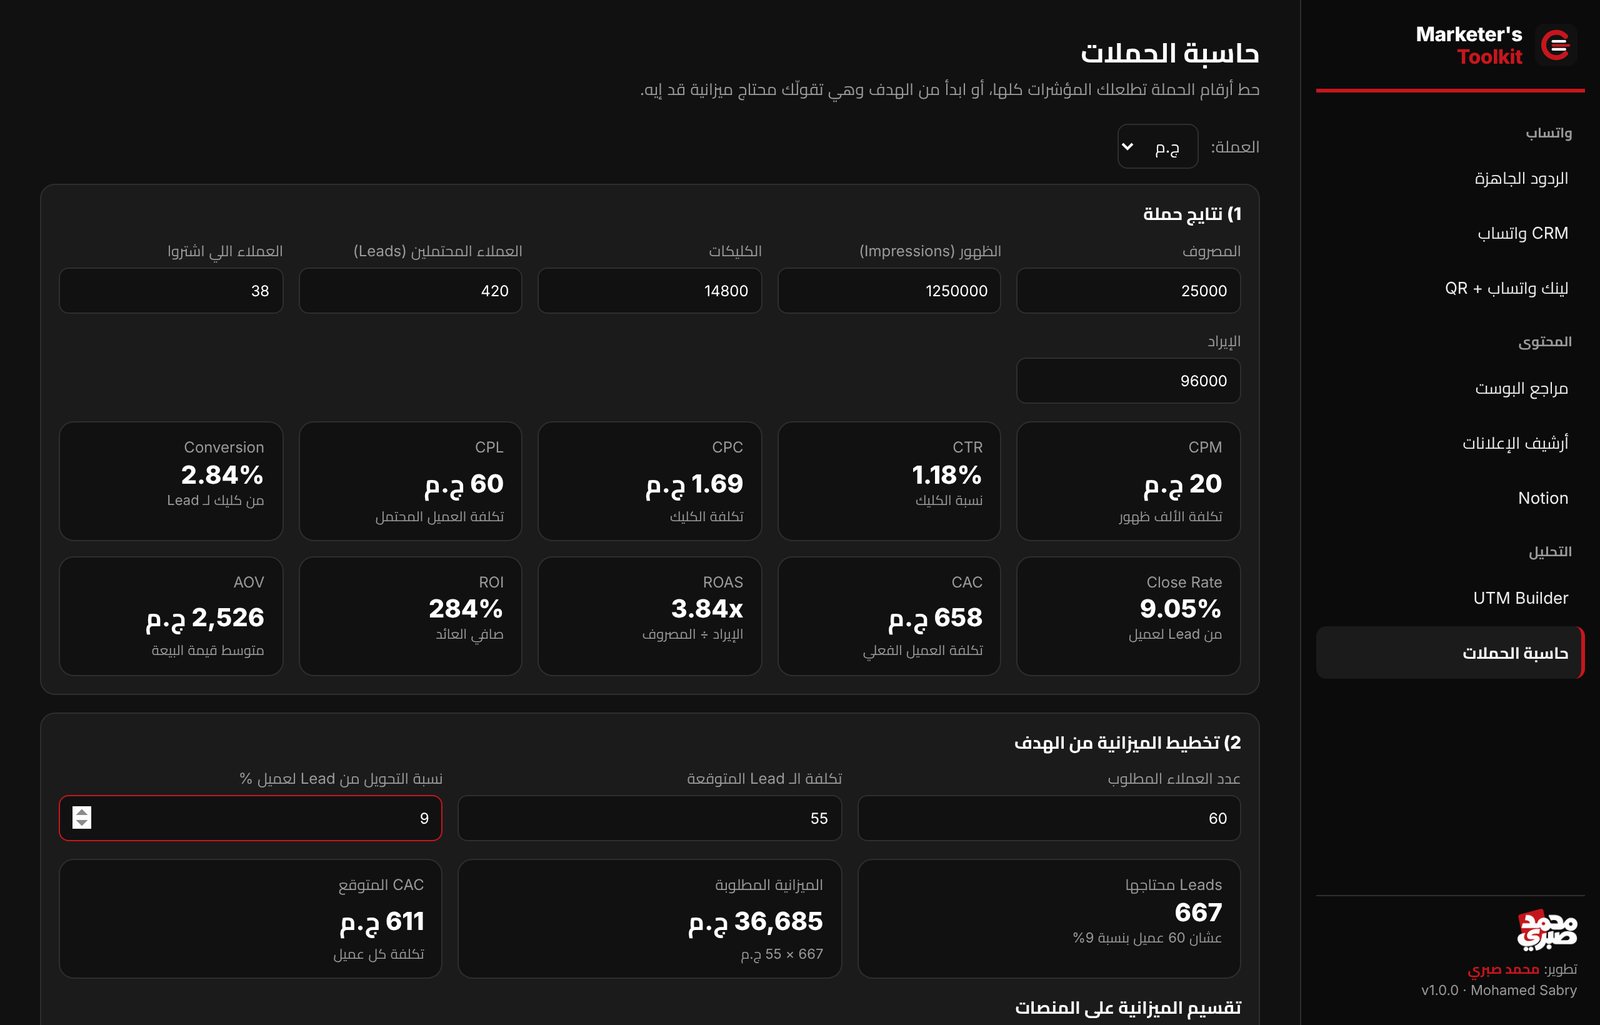 Marketer's
Toolkit
واتساب
الردود الجاهزة
CRM واتساب
لينك واتساب + QR
المحتوى
مراجع البوست
أرشيف الإعلانات
Notion
التحليل
UTM Builder
حاسبة الحملات
محمد صبري
تطوير: محمد صبري
v1.0.0 · Mohamed Sabry
حاسبة الحملات
حط أرقام الحملة تطلعلك المؤشرات كلها، أو ابدأ من الهدف وهي تقولّك محتاج ميزانية قد إيه.
العملة: ج.م
1) نتايج حملة
المصروف
25000
الظهور (Impressions)
1250000
الكليكات
14800
العملاء المحتملين (Leads)
420
العملاء اللي اشتروا
38
الإيراد
96000
CPM
20 ج.م
تكلفة الألف ظهور
CTR
1.18%
نسبة الكليك
CPC
1.69 ج.م
تكلفة الكليك
CPL
60 ج.م
تكلفة العميل المحتمل
Conversion
2.84%
من كليك لـ Lead
Close Rate
9.05%
من Lead لعميل
CAC
658 ج.م
تكلفة العميل الفعلي
ROAS
3.84x
الإيراد ÷ المصروف
ROI
284%
صافي العائد
AOV
2,526 ج.م
متوسط قيمة البيعة
2) تخطيط الميزانية من الهدف
عدد العملاء المطلوب
60
تكلفة الـ Lead المتوقعة
55
نسبة التحويل من Lead لعميل %
9
Leads محتاجها
667
عشان 60 عميل بنسبة 9%
الميزانية المطلوبة
36,685 ج.م
667 × 55 ج.م
CAC المتوقع
611 ج.م
تكلفة كل عميل
تقسيم الميزانية على المنصات